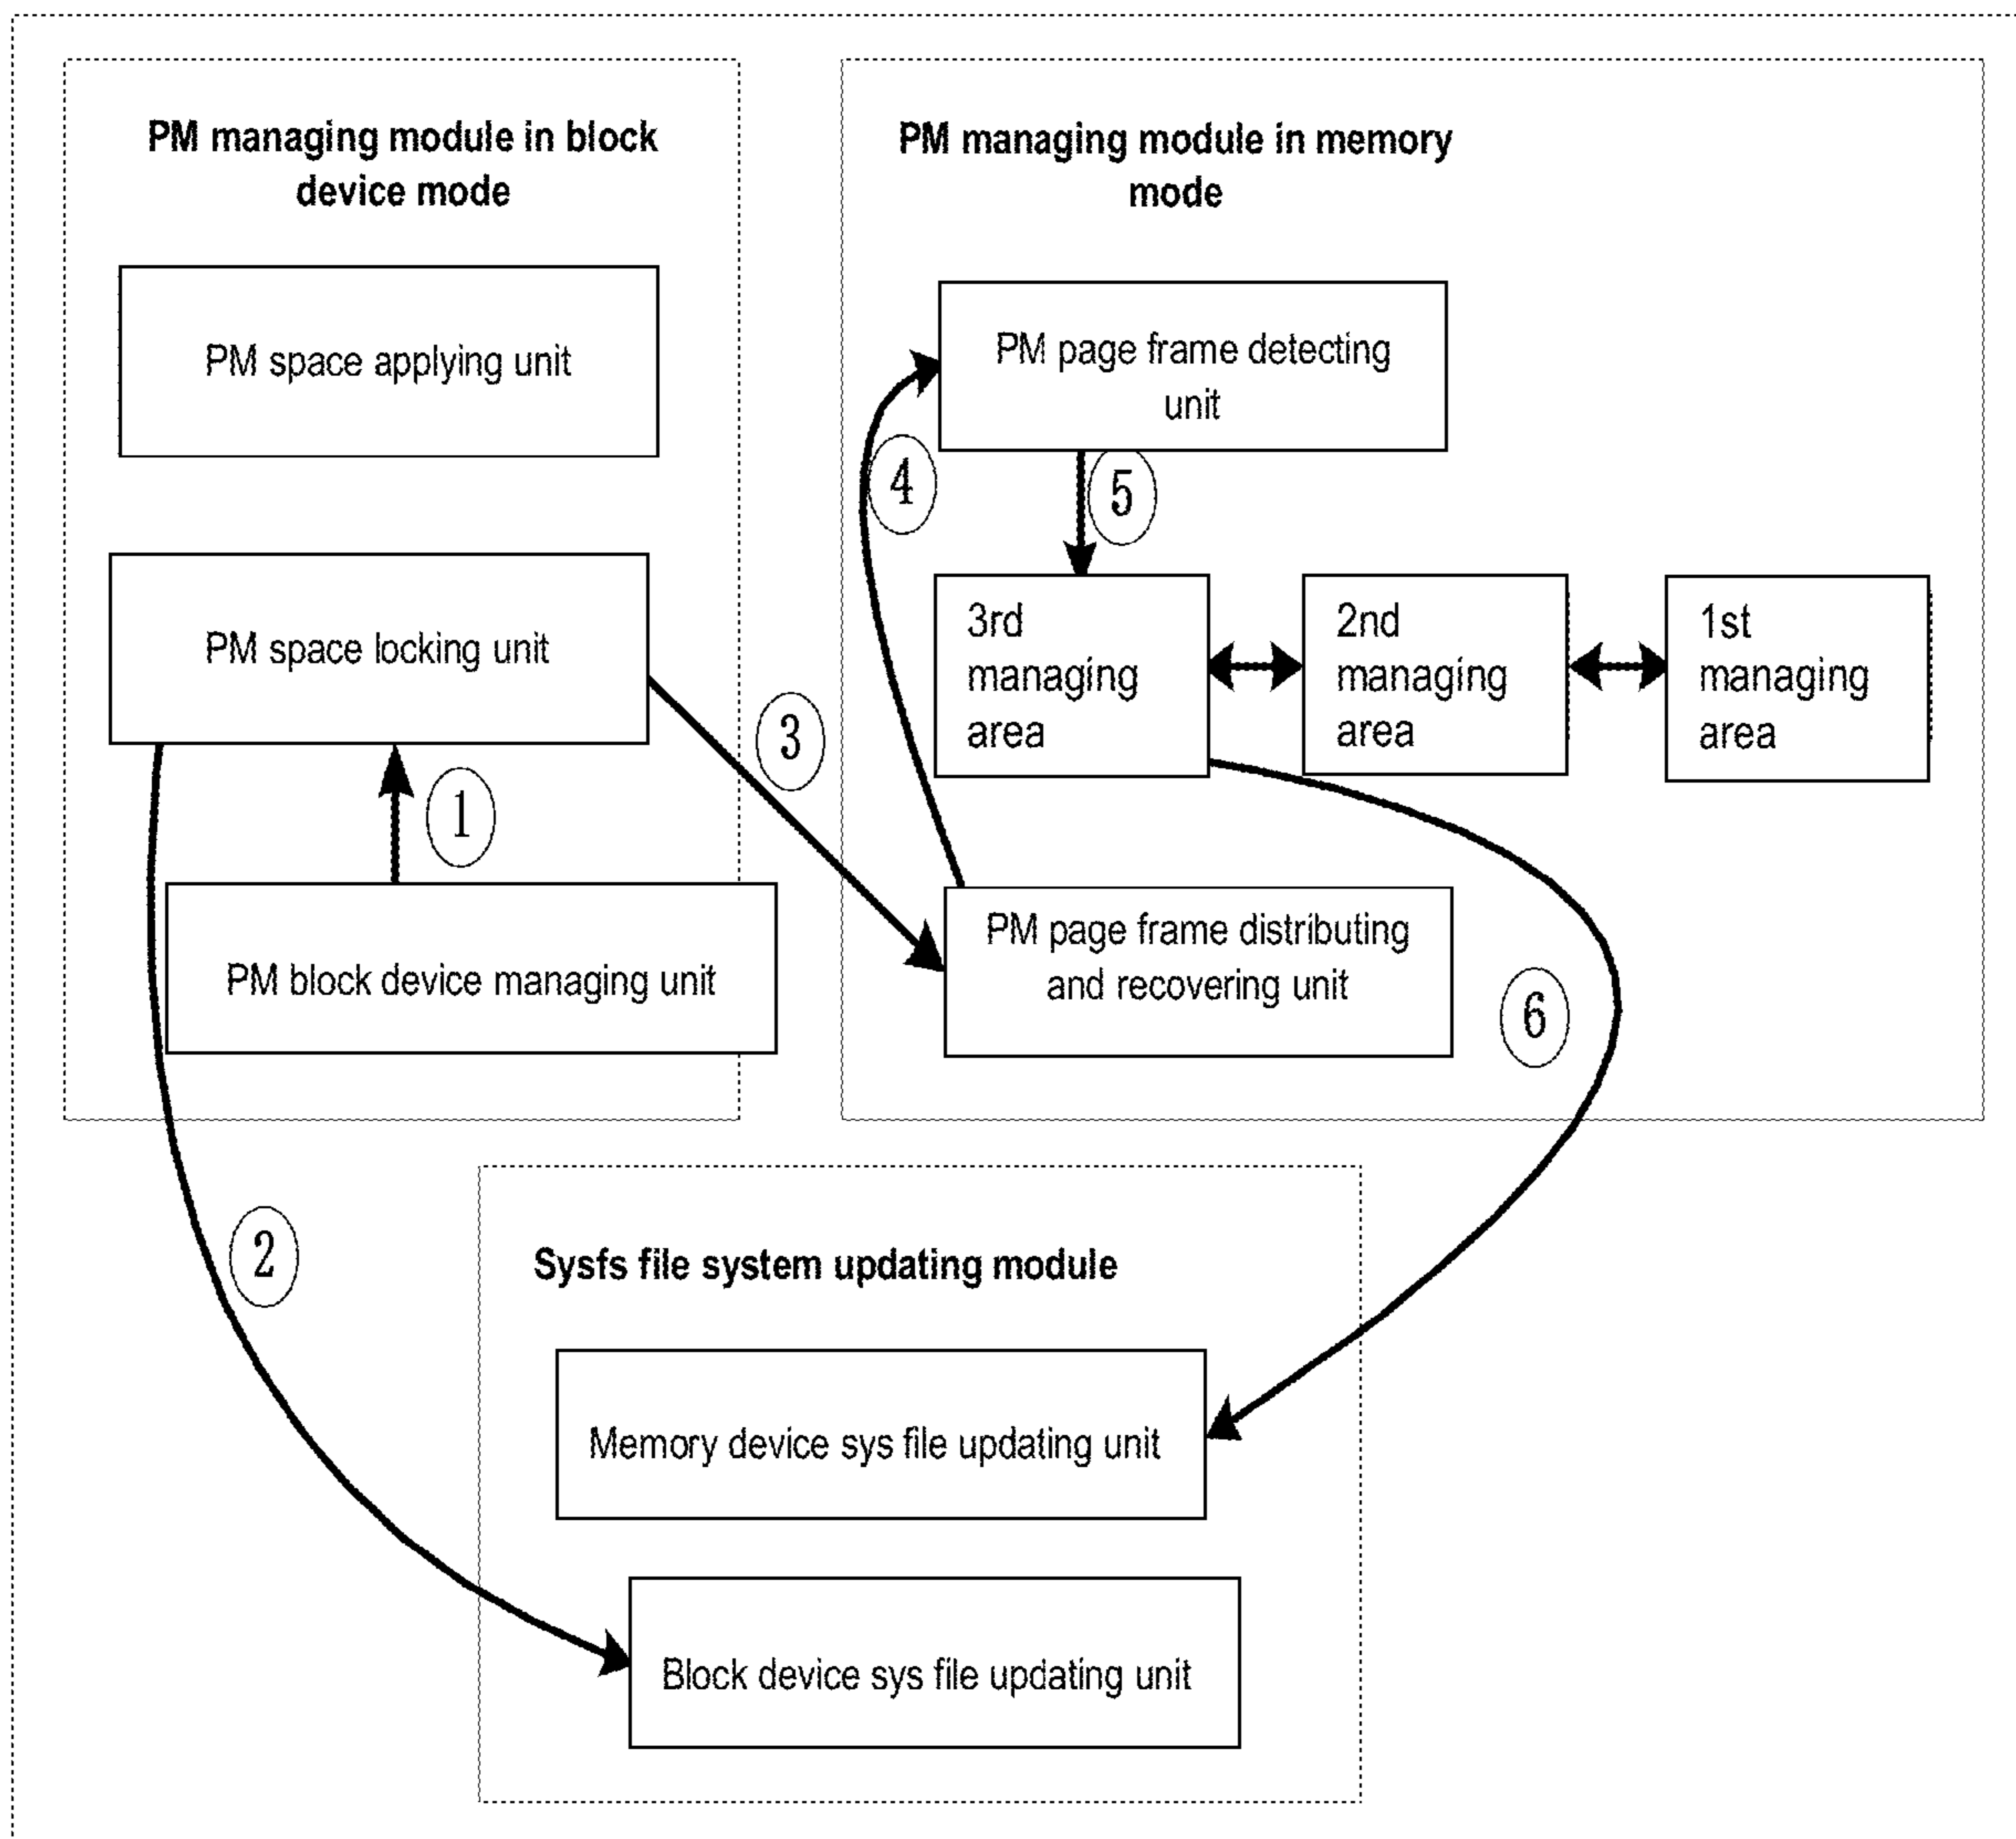 PM managing module in block
device mode
PM space applying unit
PM space locking unit
1
PM block device managing unit
2
3
PM managing module in memory
mode
PM page frame detecting
unit
4
5
3rd
managing
area
2nd
managing
area
1st
managing
area
PM page frame distributing
and recovering unit
6
Sysfs file system updating module
Memory device sys file updating unit
Block device sys file updating unit